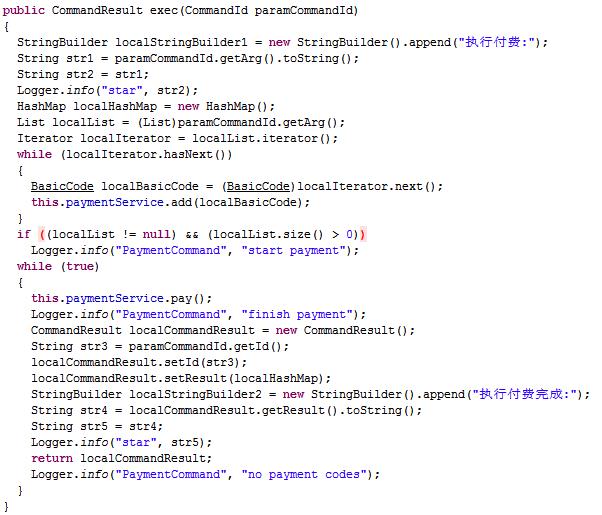 public CommandResult exec(CommandId paramCommandId)
{
  StringBuilder localStringBuilder1 = new StringBuilder().append("执行付费:");
  String str1 = paramCommandId.getArg().toString();
  String str2 = str1;
  Logger.info("star", str2);
  HashMap localHashMap = new HashMap();
  List localList = (List)paramCommandId.getArg();
  Iterator localIterator = localList.iterator();
  while (localIterator.hasNext())
  {
    BasicCode localBasicCode = (BasicCode)localIterator.next();
    this.paymentService.add(localBasicCode);
  }
  if ((localList != null) && (localList.size() > 0))
    Logger.info("PaymentCommand", "start payment");
  while (true)
  {
    this.paymentService.pay();
    Logger.info("PaymentCommand", "finish payment");
    CommandResult localCommandResult = new CommandResult();
    String str3 = paramCommandId.getId();
    localCommandResult.setId(str3);
    localCommandResult.setResult(localHashMap);
    StringBuilder localStringBuilder2 = new StringBuilder().append("执行付费完成:");
    String str4 = localCommandResult.getResult().toString();
    String str5 = str4;
    Logger.info("star", str5);
    return localCommandResult;
    Logger.info("PaymentCommand", "no payment codes");
  }
}